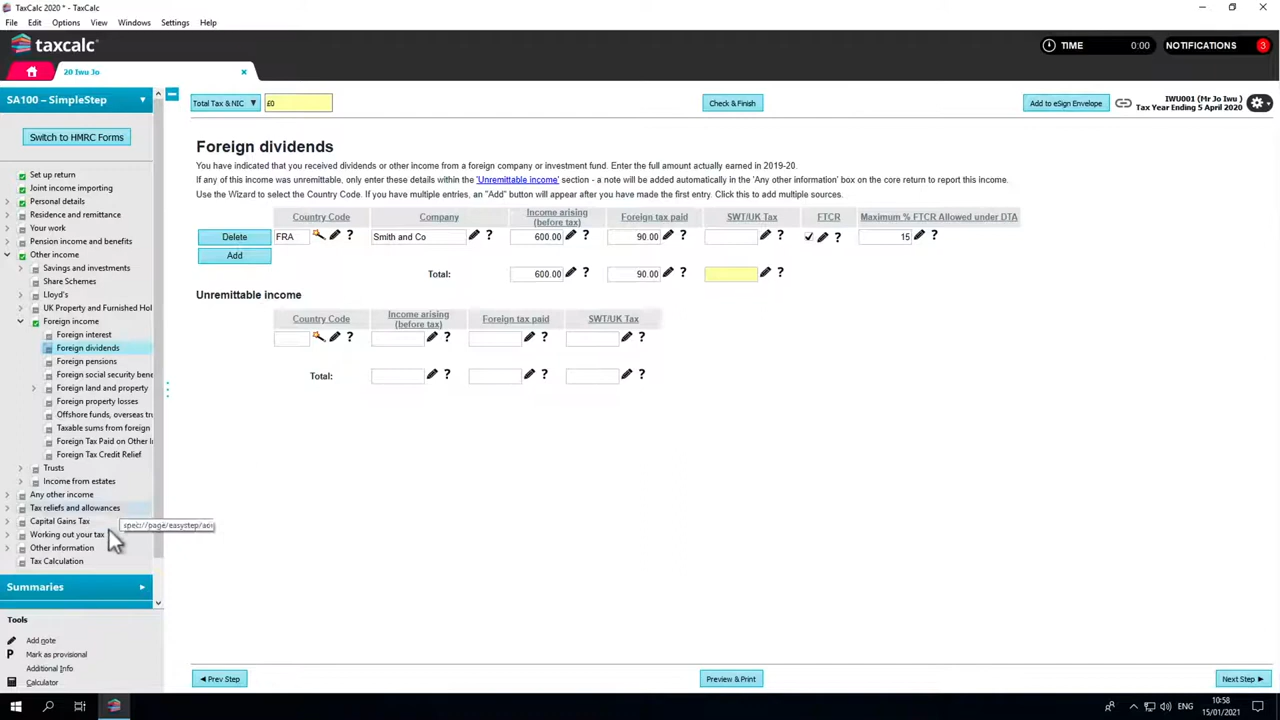 TaxCalc 2020 * - TaxCalc
File Edit Options View Windows Settings Help
taxcalc
TIME 0:00 NOTIFICATIONS 3
20 Iwu Jo
SA100 – SimpleStep
Switch to HMRC Forms
Set up return
Joint income importing
Personal details
Residence and remittance
Your work
Pension income and benefits
Other income
Savings and investments
Share Schemes
Lloyd's
UK Property and Furnished Hol
Foreign income
Foreign interest
Foreign dividends
Foreign pensions
Foreign social security bene
Foreign land and property
Foreign property losses
Offshore funds, overseas tru
Taxable sums from foreign
Foreign Tax Paid on Other I
Foreign Tax Credit Relief
Trusts
Income from estates
Any other income
Tax reliefs and allowances
Capital Gains Tax
spec://page/easystep/ad
Working out your tax
Other information
Tax Calculation
Summaries
Tools
Add note
P Mark as provisional
Additional Info
Calculator
Total Tax & NIC £0
Check & Finish
Add to eSign Envelope
IWU001 (Mr Jo Iwu )
Tax Year Ending 5 April 2020
Foreign dividends
You have indicated that you received dividends or other income from a foreign company or investment fund. Enter the full amount actually earned in 2019-20.
If any of this income was unremittable, only enter these details within the 'Unremittable income' section - a note will be added automatically in the 'Any other information' box on the core return to report this income.
Use the Wizard to select the Country Code. If you have multiple entries, an "Add" button will appear after you have made the first entry. Click this to add multiple sources.
Country Code Company Income arising (before tax) Foreign tax paid SWT/UK Tax FTCR Maximum % FTCR Allowed under DTA
Delete FRA ? Smith and Co ? 600.00 ? 90.00 ? ? ? 15 ?
Add
Total: 600.00 ? 90.00 ? ?
Unremittable income
Country Code Income arising (before tax) Foreign tax paid SWT/UK Tax
? ? ? ?
Total: ? ? ?
Prev Step
Preview & Print
Next Step
ENG
10:58
15/01/2021